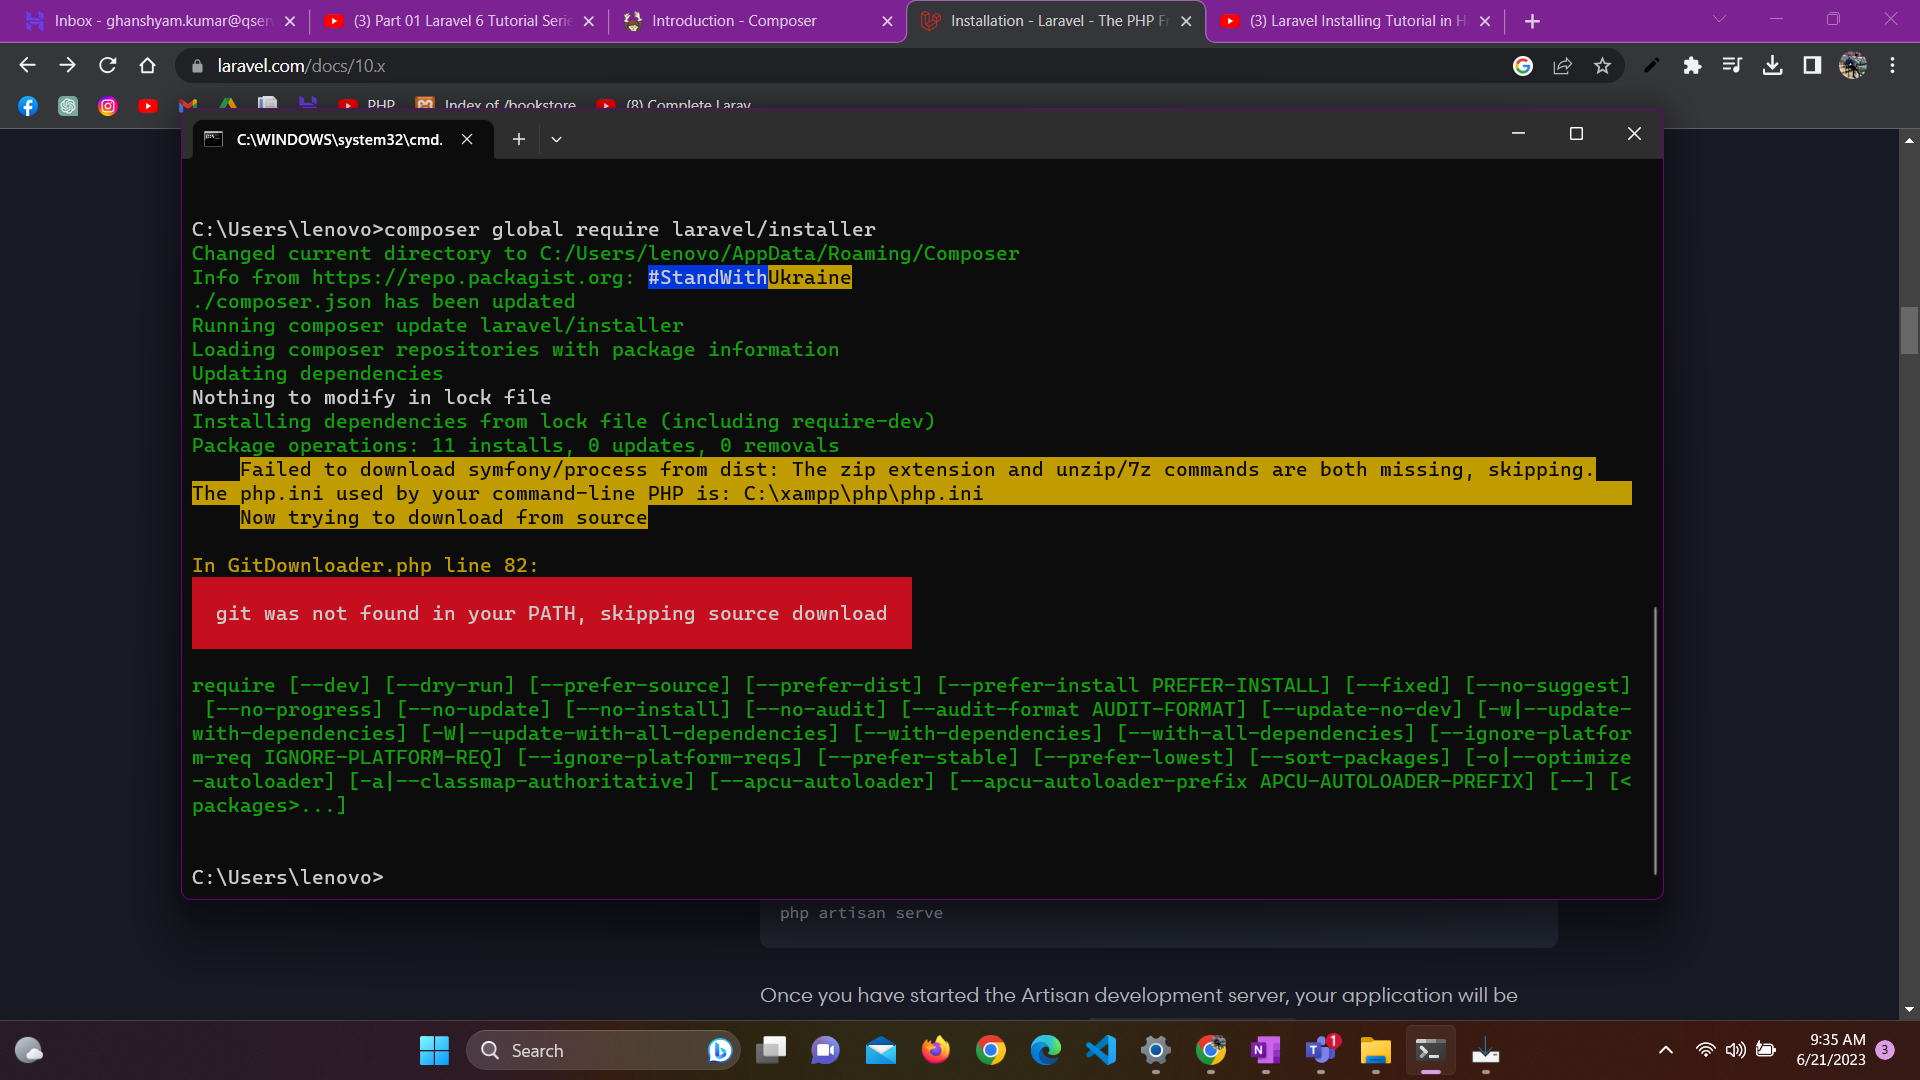 Inbox - ghanshyam.kumar@qser
(3) Part 01 Laravel 6 Tutorial Serie
Introduction - Composer
Installation - Laravel - The PHP Fr
(3) Laravel Installing Tutorial in H
laravel.com/docs/10.x
PHP
Index of /bookstore
(8) Complete Larav
C:\WINDOWS\system32\cmd.
C:\Users\lenovo>composer global require laravel/installer
Changed current directory to C:/Users/lenovo/AppData/Roaming/Composer
Info from https://repo.packagist.org: #StandWithUkraine
./composer.json has been updated
Running composer update laravel/installer
Loading composer repositories with package information
Updating dependencies
Nothing to modify in lock file
Installing dependencies from lock file (including require-dev)
Package operations: 11 installs, 0 updates, 0 removals
Failed to download symfony/process from dist: The zip extension and unzip/7z commands are both missing, skipping.
The php.ini used by your command-line PHP is: C:\xampp\php\php.ini
Now trying to download from source
In GitDownloader.php line 82:
git was not found in your PATH, skipping source download
require [--dev] [--dry-run] [--prefer-source] [--prefer-dist] [--prefer-install PREFER-INSTALL] [--fixed] [--no-suggest]
[--no-progress] [--no-update] [--no-install] [--no-audit] [--audit-format AUDIT-FORMAT] [--update-no-dev] [-w|--update-
with-dependencies] [-W|--update-with-all-dependencies] [--with-dependencies] [--with-all-dependencies] [--ignore-platfor
m-req IGNORE-PLATFORM-REQ] [--ignore-platform-reqs] [--prefer-stable] [--prefer-lowest] [--sort-packages] [-o|--optimize
-autoloader] [-a|--classmap-authoritative] [--apcu-autoloader] [--apcu-autoloader-prefix APCU-AUTOLOADER-PREFIX] [--] [<
packages>...]
C:\Users\lenovo>
php artisan serve
Once you have started the Artisan development server, your application will be
Search
1
9:35 AM
6/21/2023
3